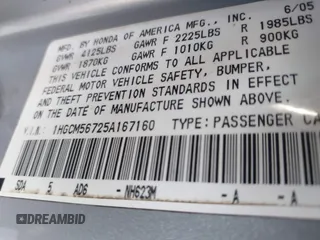 MFD. BY HONDA OF AMERICA MFG., INC. 6/05
GVWR 4125LBS GAWR F 2225LBS R 1985LBS
GVWR 1870KG GAWR F 1010KG R 900KG
THIS VEHICLE CONFORMS TO ALL APPLICABLE
FEDERAL MOTOR VEHICLE SAFETY, BUMPER,
AND THEFT PREVENTION STANDARDS IN EFFECT
ON THE DATE OF MANUFACTURE SHOWN ABOVE.
V.I.N. 1HGCM56725A167160 TYPE: PASSENGER CA
SDA 5 AD6 NH623M A A
DREAMBID